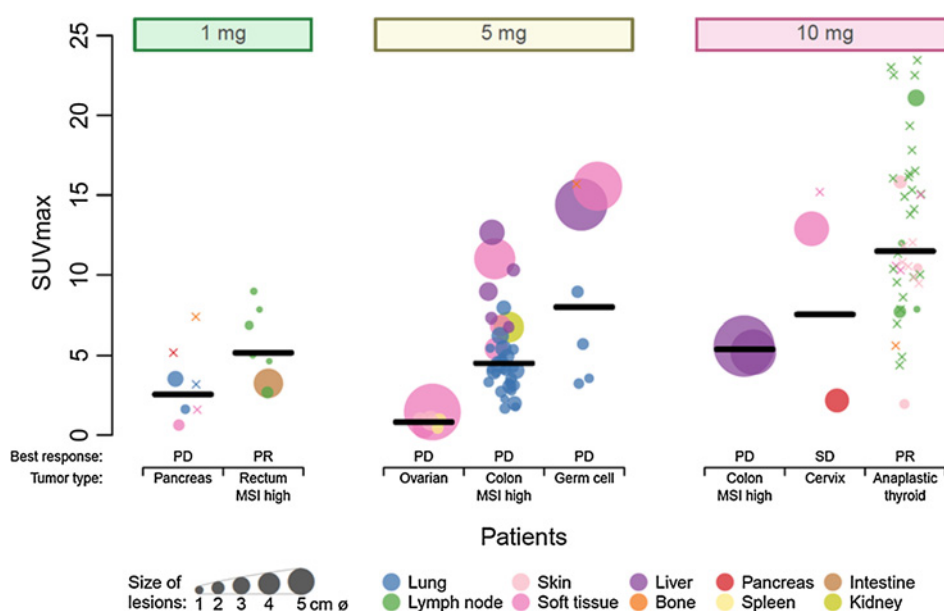 1 mg 5 mg 10 mg
25
20
15
10
5
0
SUVmax
Best response: PD PR PD PD PD PD SD PR
Tumor type: Pancreas Rectum Ovarian Colon Germ cell Colon Cervix Anaplastic
MSI high MSI high MSI high thyroid
Patients
Size of lesions: 1 2 3 4 5 cm ø
Lung Skin Liver Pancreas Intestine
Lymph node Soft tissue Bone Spleen Kidney